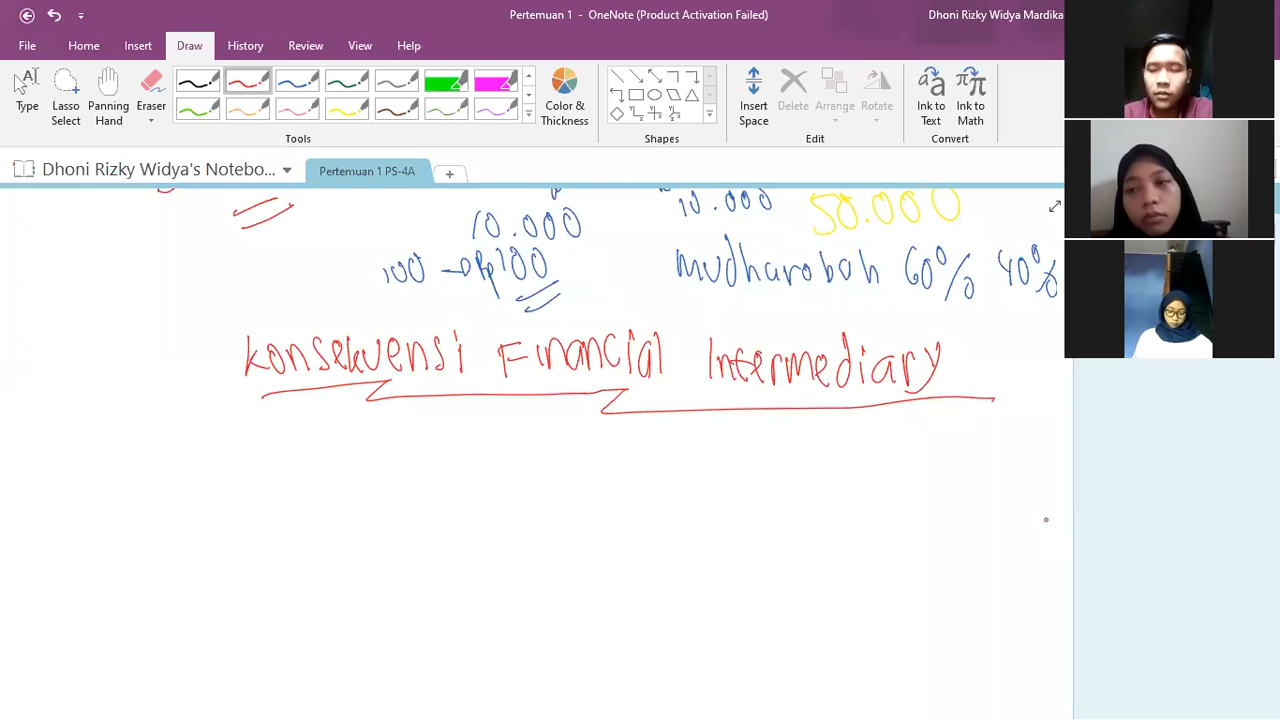 Pertemuan 1 - OneNote (Product Activation Failed)
Dhoni Rizky Widya Mardika
File Home Insert Draw History Review View Help
Type
Lasso Select
Panning Hand
Eraser
Color & Thickness
Insert Space
Delete
Arrange
Rotate
Ink to Text
Ink to Math
Tools
Shapes
Edit
Convert
Dhoni Rizky Widya's Notebo...
Pertemuan 1 PS-4A
10.000
10.000
50.000
100 → Rp 100
mudharobah 60% 40%
Konsekuensi Financial Intermediary